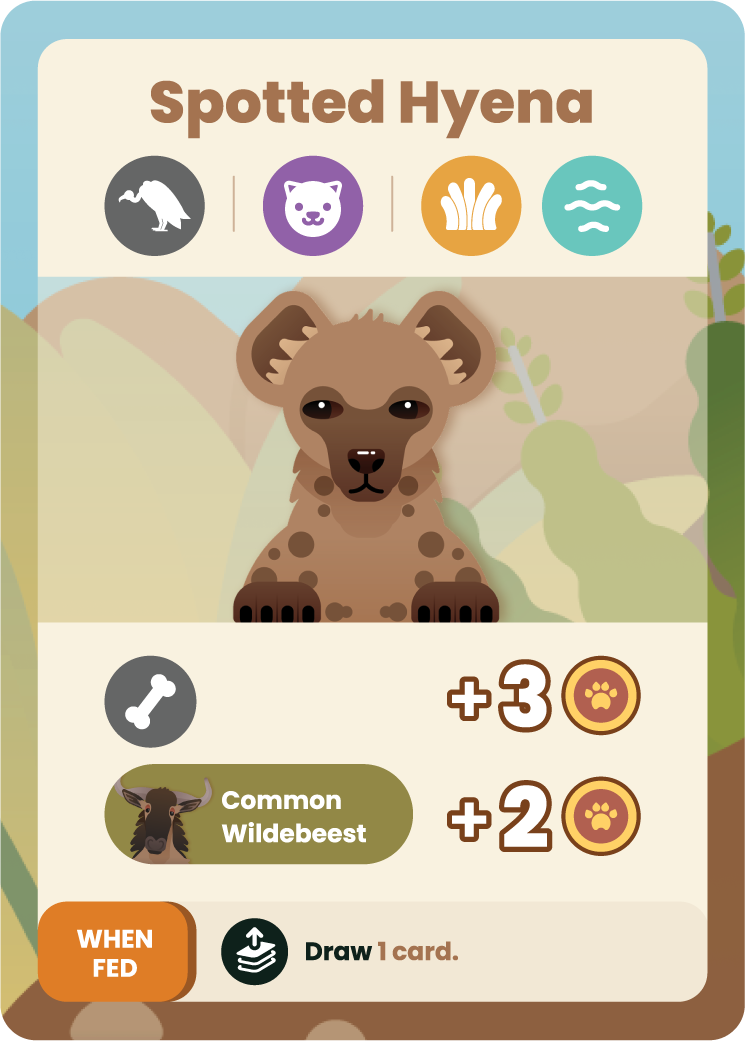 Spotted Hyena
+3
Common
Wildebeest
+2
WHEN
FED
Draw 1 card.